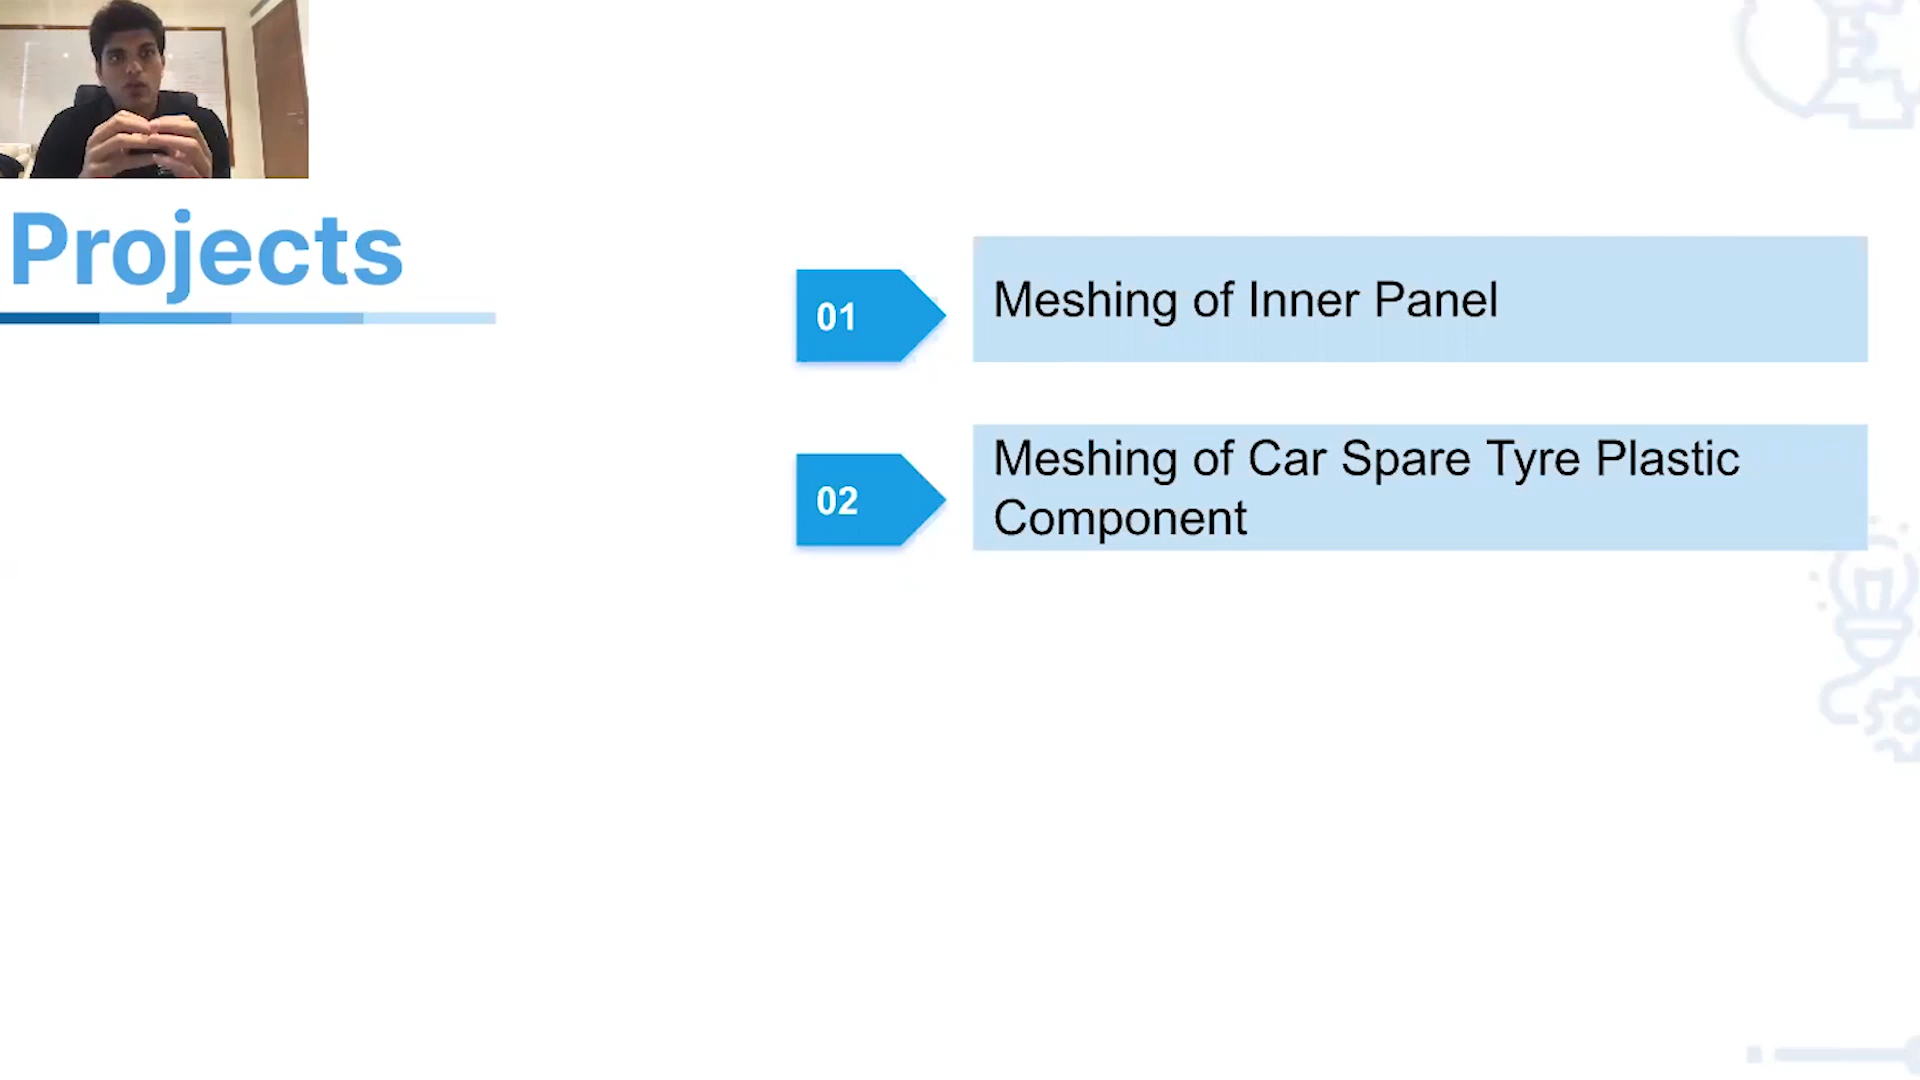 Projects
01
Meshing of Inner Panel
02
Meshing of Car Spare Tyre Plastic
Component